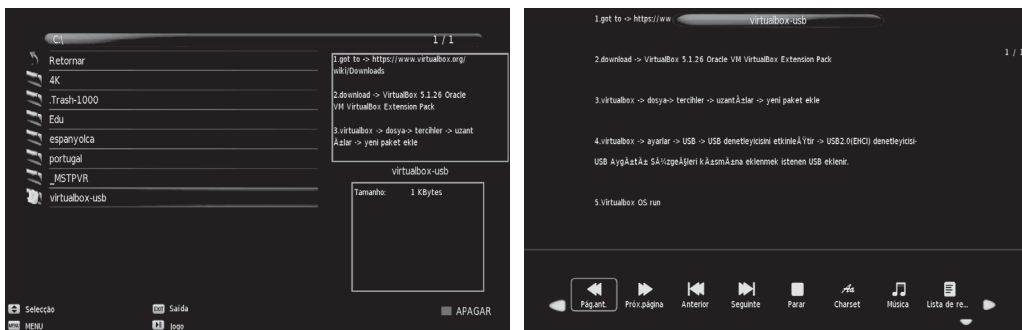 C:\ 1 / 1
Retornar
4K
.Trash-1000
Edu
espanyolca
portugal
_MSTPVR
virtualbox-usb
1.got to -> https://www.virtualbox.org/
wiki/Downloads
2.download -> VirtualBox 5.1.26 Oracle
VM VirtualBox Extension Pack
3.virtualbox -> dosya-> tercihler -> uzant
Ä±lar -> yeni paket ekle
virtualbox-usb
Tamanho: 1 KBytes
Selecção
EXIT Saída
APAGAR
MENU MENU
Jogo
1.got to -> https://ww
virtualbox-usb
1 / 1
2.download -> VirtualBox 5.1.26 Oracle VM VirtualBox Extension Pack
3.virtualbox -> dosya-> tercihler -> uzantÄ±lar -> yeni paket ekle
4.virtualbox -> ayarlar -> USB -> USB denetleyicisini etkinleÅŸtir -> USB2.0(EHCI) denetleyicisi-
USB AygÄ±tÄ± SÃ¼zgeÃ§leri kÄ±smÄ±na eklenmek istenen USB eklenir.
5.Virtualbox OS run
Pág.ant.
Próx.página
Anterior
Seguinte
Parar
Aa
Charset
Música
Lista de re...